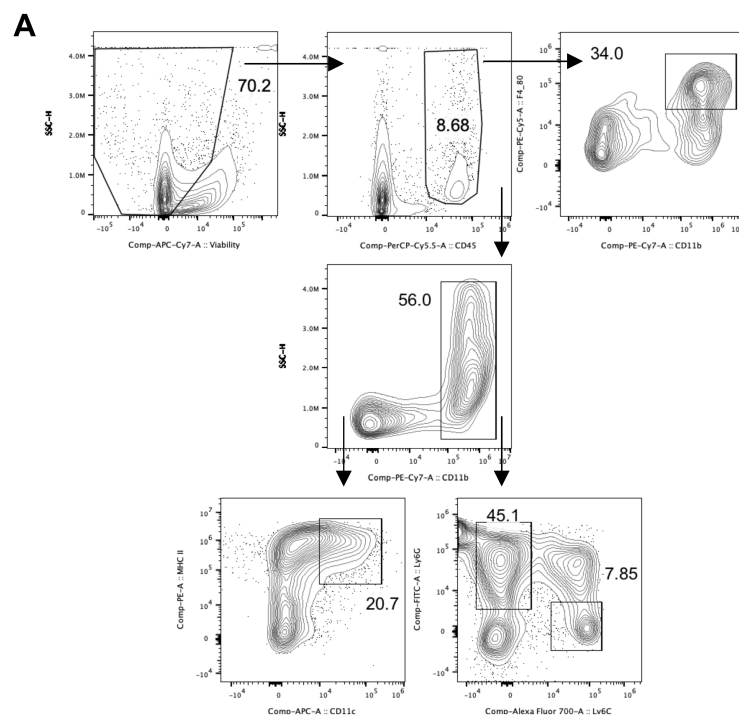 A
SSC-H
4.0M
3.0M
2.0M
1.0M
0
70.2
-10^5 -10^4 0 10^4 10^5
Comp-APC-Cy7-A :: Viability
SSC-H
4.0M
3.0M
2.0M
1.0M
0
8.68
-10^4 0 10^4 10^5 10^6
Comp-PerCP-Cy5.5-A :: CD45
Comp-PE-Cy5-A :: F4_80
10^6
10^5
10^4
0
-10^4
34.0
-10^4 0 10^4 10^5 10^6
Comp-PE-Cy7-A :: CD11b
SSC-H
4.0M
3.0M
2.0M
1.0M
0
56.0
-10^4 0 10^4 10^5 10^6 10^7
Comp-PE-Cy7-A :: CD11b
Comp-PE-A :: MHC II
10^7
10^6
10^5
10^4
0
-10^4
20.7
-10^4 0 10^4 10^5 10^6
Comp-APC-A :: CD11c
Comp-FITC-A :: Ly6G
10^6
10^5
10^4
0
-10^4
45.1
7.85
-10^4 0 10^4 10^5 10^6
Comp-Alexa Fluor 700-A :: Ly6C